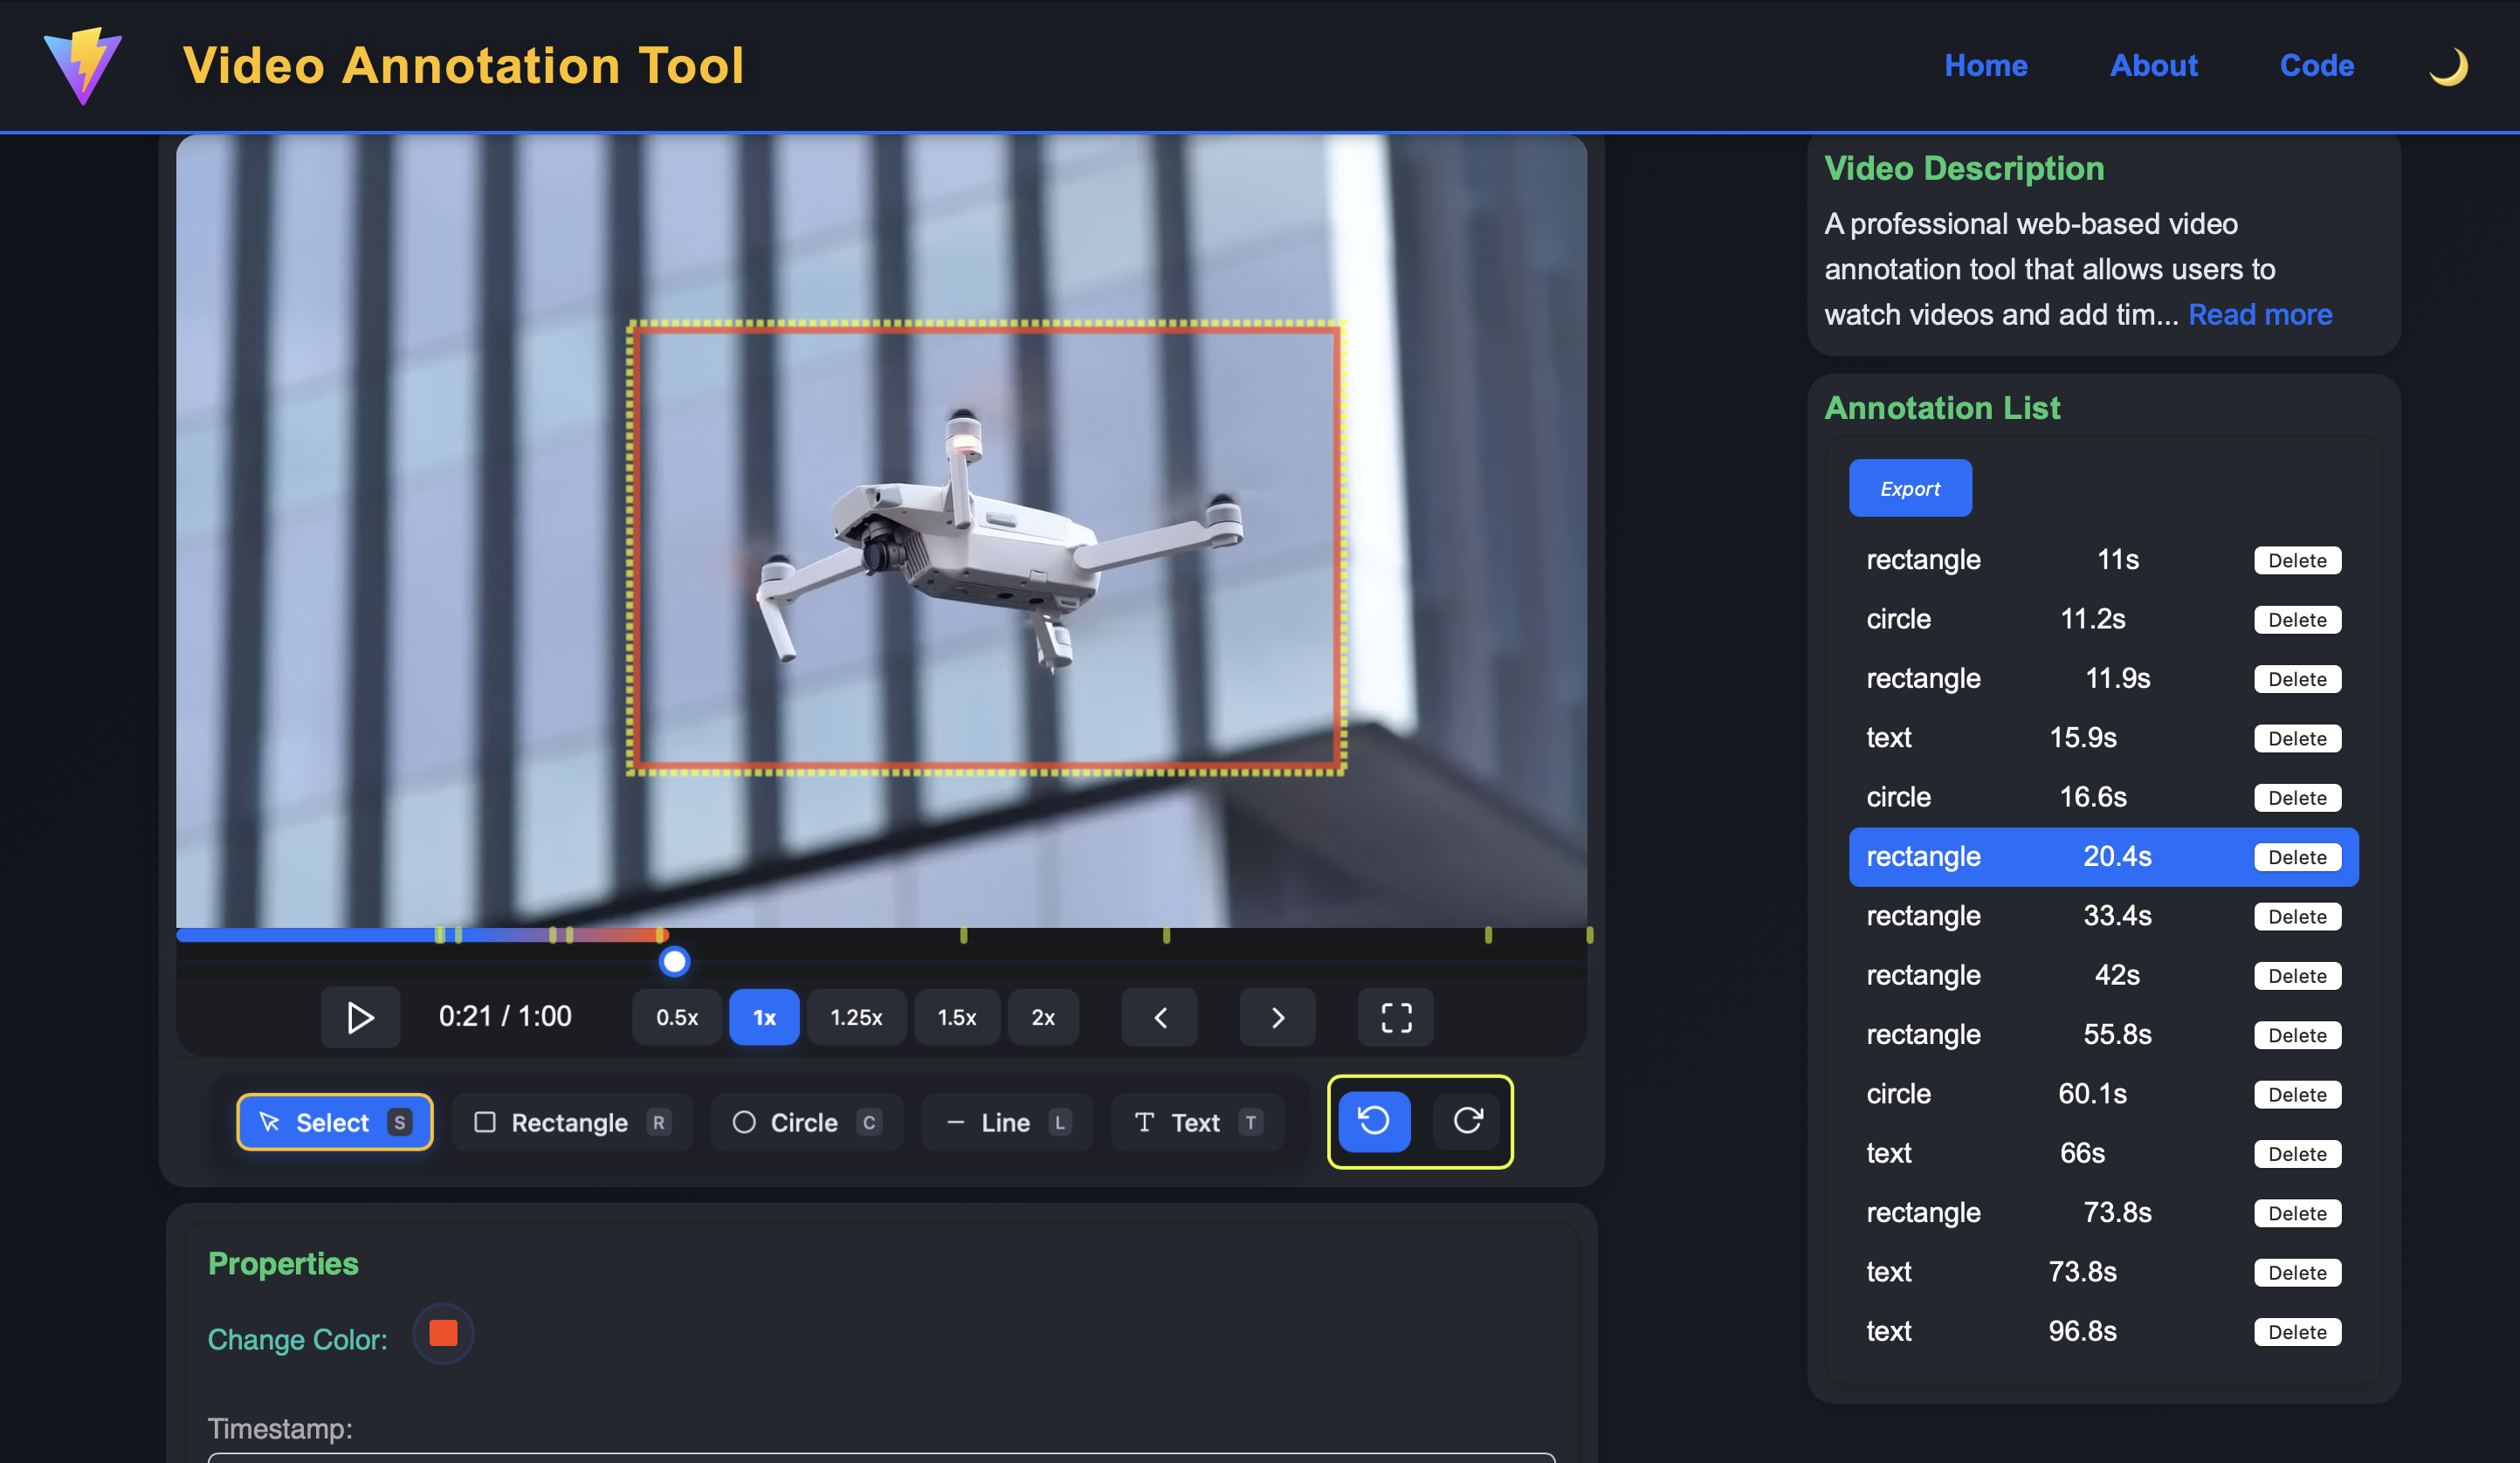 Video Annotation Tool
Home
About
Code
Video Description
A professional web-based video
annotation tool that allows users to
watch videos and add tim... Read more
Annotation List
Export
rectangle 11s Delete
circle 11.2s Delete
rectangle 11.9s Delete
text 15.9s Delete
circle 16.6s Delete
rectangle 20.4s Delete
rectangle 33.4s Delete
rectangle 42s Delete
rectangle 55.8s Delete
circle 60.1s Delete
text 66s Delete
rectangle 73.8s Delete
text 73.8s Delete
text 96.8s Delete
0:21 / 1:00
0.5x
1x
1.25x
1.5x
2x
Select S
Rectangle R
Circle C
Line L
Text T
Properties
Change Color:
Timestamp: